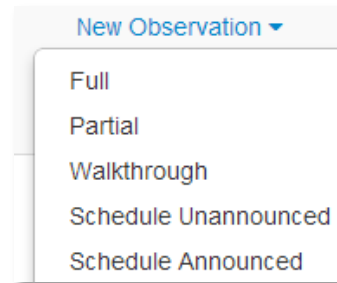 New Observation
Full
Partial
Walkthrough
Schedule Unannounced
Schedule Announced